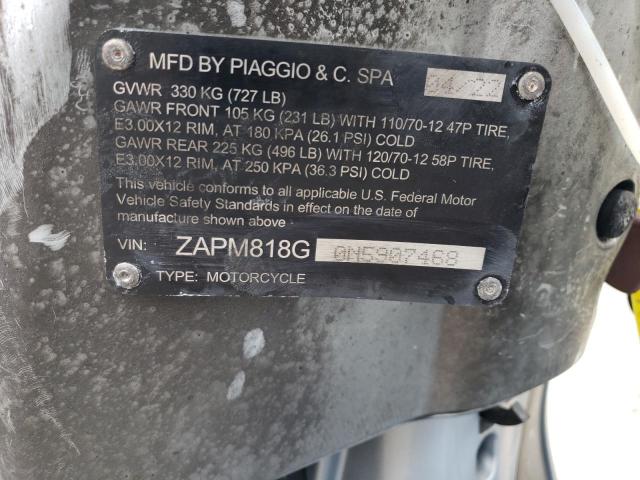 MFD BY PIAGGIO & C. SPA 04/22
GVWR 330 KG (727 LB)
GAWR FRONT 105 KG (231 LB) WITH 110/70-12 47P TIRE,
E3.00X12 RIM, AT 180 KPA (26.1 PSI) COLD
GAWR REAR 225 KG (496 LB) WITH 120/70-12 58P TIRE,
E3.00X12 RIM, AT 250 KPA (36.3 PSI) COLD
This vehicle conforms to all applicable U.S. Federal Motor
Vehicle Safety Standards in effect on the date of
manufacture shown above
VIN: ZAPM818G 0N5907468
TYPE: MOTORCYCLE